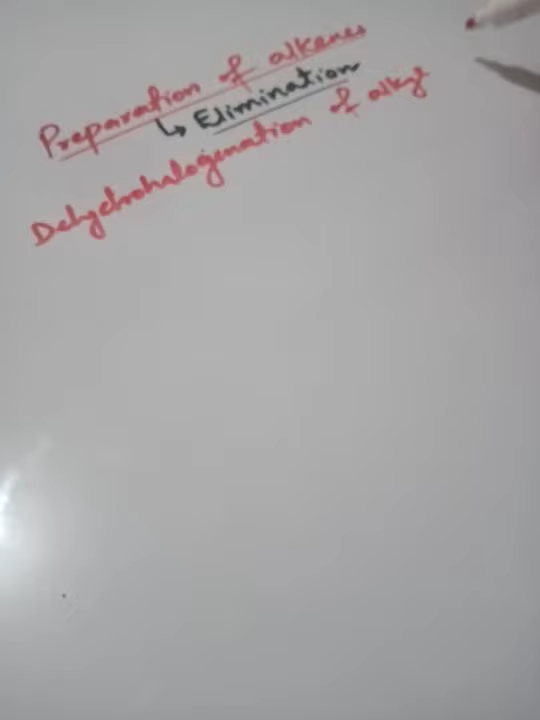 Preparation of alkenes
↳ Elimination
Dehydrohalogenation of alkyl